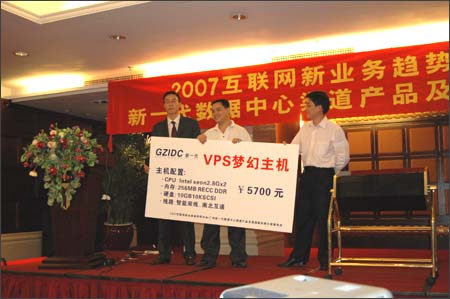 2007互联网新业务趋势
新一代数据中心
道产品及
GZIDC 新一代 VPS梦幻主机
主机配置:
- CPU: Intel xeon2.8Gx2
- 内存: 256MB RECC DDR
- 硬盘: 10GB10KSCSI
- 线路: 智能双线 南北互通
¥ 5700 元